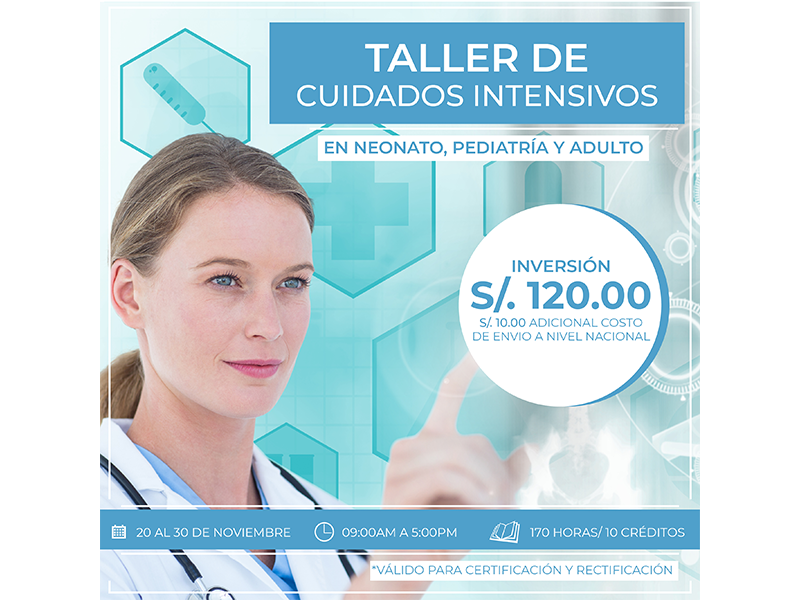 TALLER DE
CUIDADOS INTENSIVOS
EN NEONATO, PEDIATRÍA Y ADULTO
INVERSIÓN
S/. 120.00
S/. 10.00 ADICIONAL COSTO
DE ENVIO A NIVEL NACIONAL
20 AL 30 DE NOVIEMBRE
09:00AM A 5:00PM
170 HORAS/ 10 CRÉDITOS
*VÁLIDO PARA CERTIFICACIÓN Y RECTIFICACIÓN